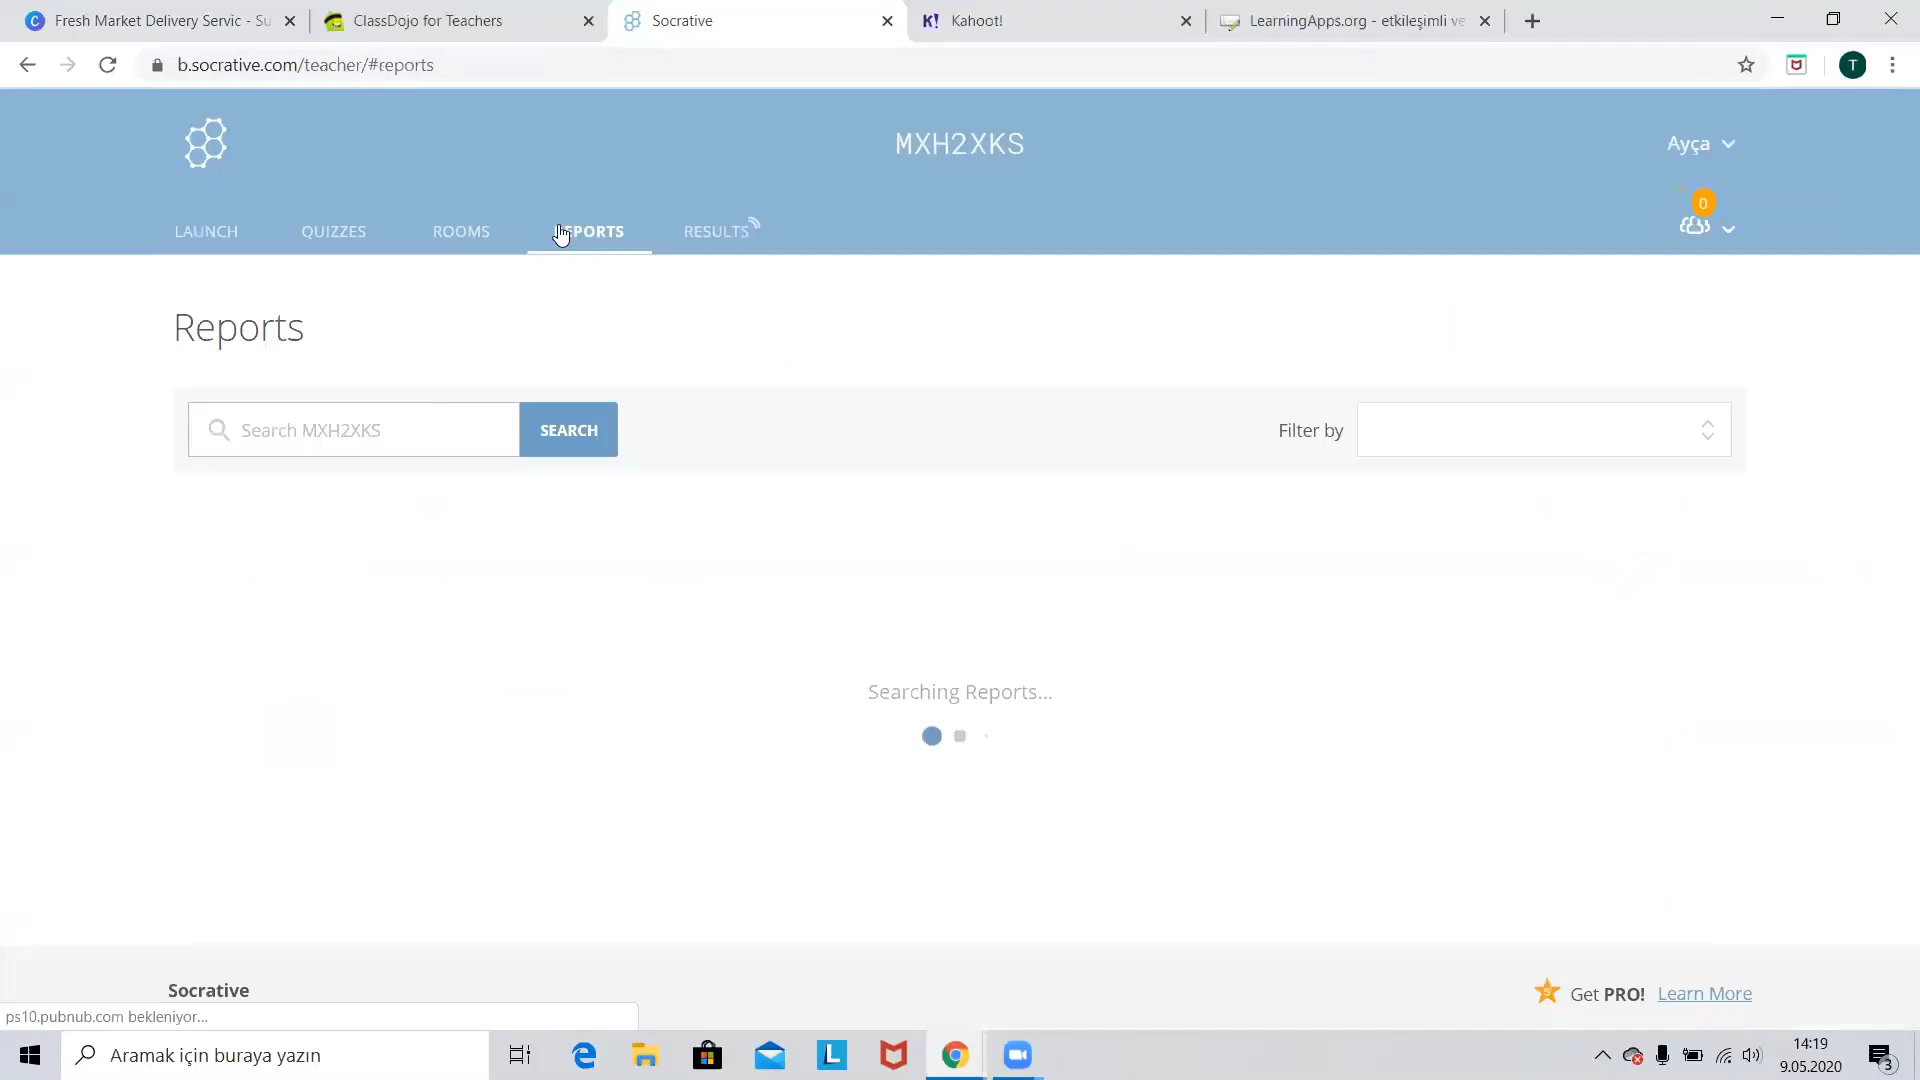 Fresh Market Delivery Servic - Su
ClassDojo for Teachers
Socrative
Kahoot!
LearningApps.org - etkileşimli ve
b.socrative.com/teacher/#reports
T
MXH2XKS
Ayça
0
LAUNCH
QUIZZES
ROOMS
REPORTS
RESULTS
Reports
Search MXH2XKS
SEARCH
Filter by
Searching Reports...
Socrative
Get PRO! Learn More
ps10.pubnub.com bekleniyor...
Aramak için buraya yazın
14:19
9.05.2020
3